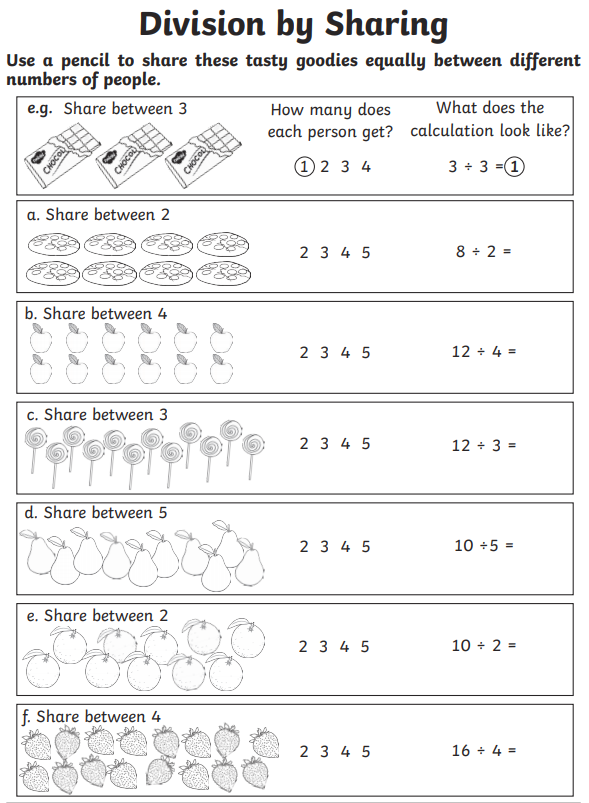 Division by Sharing
Use a pencil to share these tasty goodies equally between different
numbers of people.
e.g. Share between 3
How many does
each person get?
What does the
calculation look like?
CHOCOL
CHOCOL
CHOCOL
1 2 3 4
3 ÷ 3 =1
a. Share between 2
2 3 4 5
8 ÷ 2 =
b. Share between 4
2 3 4 5
12 ÷ 4 =
c. Share between 3
2 3 4 5
12 ÷ 3 =
d. Share between 5
2 3 4 5
10 ÷5 =
e. Share between 2
2 3 4 5
10 ÷ 2 =
f. Share between 4
2 3 4 5
16 ÷ 4 =